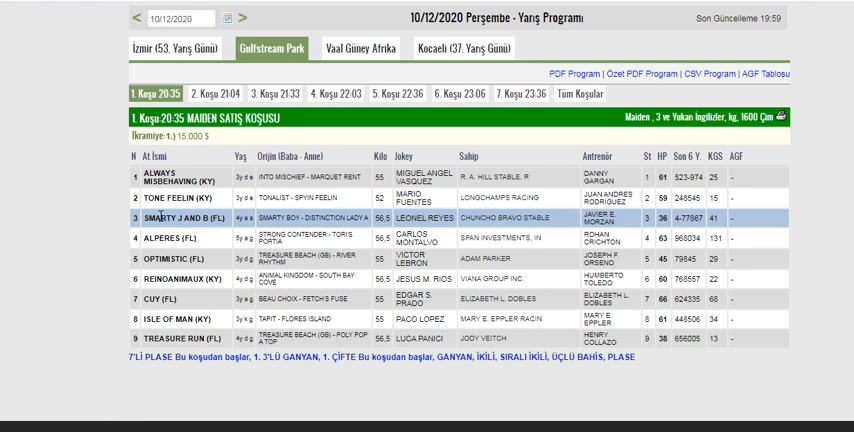 < 10/12/2020 > 10/12/2020 Perşembe - Yarış Programı Son Güncelleme 19:59
İzmir (53. Yarış Günü) Gulfstream Park Vaal Güney Afrika Kocaeli (37. Yarış Günü)
PDF Program | Özet PDF Program | CSV Program | AGF Tablosu
1. Koşu 20:35 2. Koşu 21:04 3. Koşu 21:33 4. Koşu 22:03 5. Koşu 22:36 6. Koşu 23:06 7. Koşu 23:36 Tüm Koşular
1. Koşu:20:35 MAIDEN SATIŞ KOŞUSU Maiden , 3 ve Yukarı İngilizler, kg, 1600 Çim
İkramiye:1.) 15.000 $
N At İsmi Yaş Orijin (Baba - Anne) Kilo Jokey Sahip Antrenör St HP Son 6 Y. KGS AGF
1 ALWAYS MISBEHAVING (KY) 3y d e INTO MISCHIEF - MARQUET RENT 55 MIGUEL ANGEL VASQUEZ R. A. HILL STABLE, R DANNY GARGAN 1 61 523-974 25 -
2 TONE FEELIN (KY) 3y d e TONALIST - SPYIN FEELIN 52 MARIO FUENTES LONGCHAMPS RACING JUAN ANDRES RODRIGUEZ 2 59 248545 15 -
3 SMARTY J AND B (FL) 4y a a SMARTY BOY - DISTINCTION LADY A 56,5 LEONEL REYES CHUNCHO BRAVO STABLE JAVIER E. MORZAN 3 36 4-77867 41 -
4 ALPERES (FL) 5y a g STRONG CONTENDER - TORI'S PORTIA 56,5 CARLOS MONTALVO SPAN INVESTMENTS, IN ROHAN CRICHTON 4 63 966034 131 -
5 OPTIMISTIC (FL) 3y d g TREASURE BEACH (GB) - RIVER RHYTHM 55 VICTOR LEBRON ADAM PARKER JOSEPH F. ORSENO 5 45 79845 29 -
6 REINOANIMAUX (KY) 4y d g ANIMAL KINGDOM - SOUTH BAY COVE 56,5 JESUS M. RIOS VIANA GROUP INC. HUMBERTO TOLEDO 6 60 768557 22 -
7 CUY (FL) 3y a g BEAU CHOIX - FETCH'S FUSE 55 EDGAR S. PRADO ELIZABETH L. DOBLES ELIZABETH L. DOBLES 7 66 624335 68 -
8 ISLE OF MAN (KY) 3y k g TAPIT - FLORES ISLAND 55 PACO LOPEZ MARY E. EPPLER RACIN MARY E. EPPLER 8 61 448506 34 -
9 TREASURE RUN (FL) 4y d g TREASURE BEACH (GB) - POLY POP A TOP 56,5 LUCA PANICI JODY VEITCH HENRY COLLAZO 9 38 656005 13 -
7'Lİ PLASE Bu koşudan başlar, 1. 3'LÜ GANYAN, 1. ÇİFTE Bu koşudan başlar, GANYAN, İKİLİ, SIRALI İKİLİ, ÜÇLÜ BAHİS, PLASE